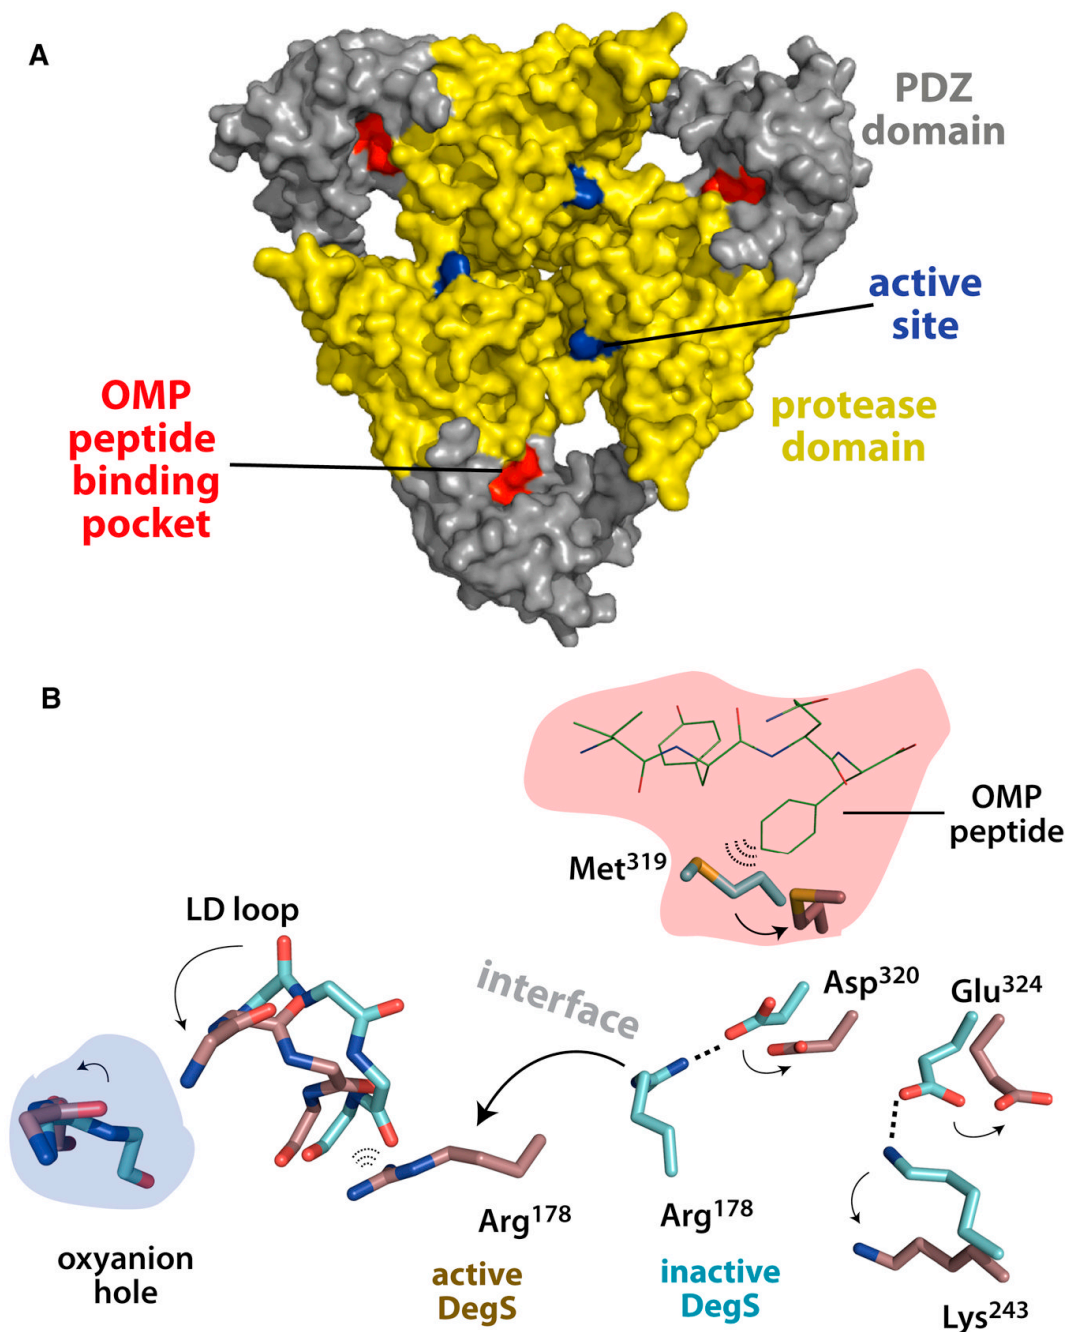 A
PDZ
domain
active
site
OMP
peptide
binding
pocket
protease
domain
B
OMP
peptide
Met319
LD loop
interface
Asp320
Glu324
Arg178
Arg178
oxyanion
hole
active
DegS
inactive
DegS
Lys243